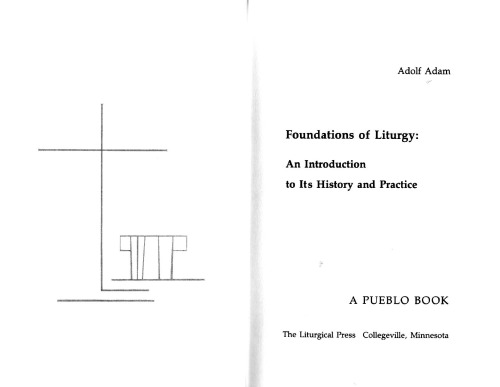 Adolf Adam
Foundations of Liturgy:
An Introduction
to Its History and Practice
A PUEBLO BOOK
The Liturgical Press Collegeville, Minnesota